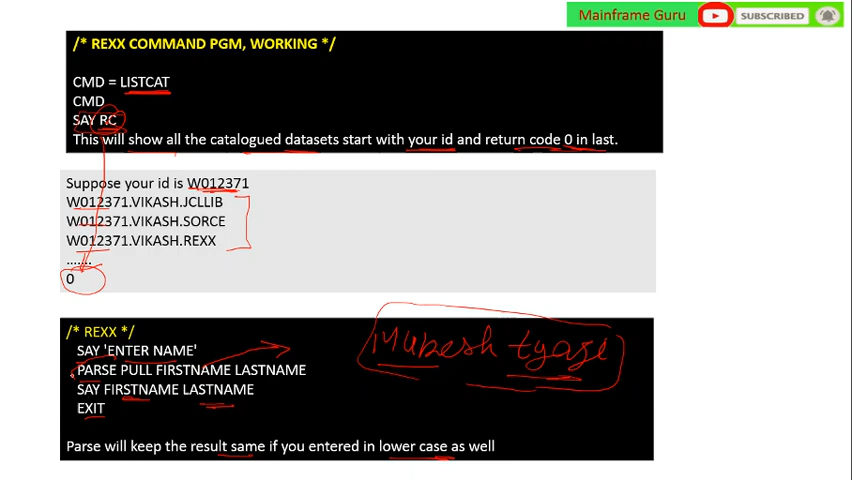 Mainframe Guru
SUBSCRIBED
/* REXX COMMAND PGM, WORKING */
CMD = LISTCAT
CMD
SAY RC
This will show all the catalogued datasets start with your id and return code 0 in last.
Suppose your id is W012371
W012371.VIKASH.JCLLIB
W012371.VIKASH.SORCE
W012371.VIKASH.REXX
.......
0
/* REXX */
SAY 'ENTER NAME'
Mukesh tyagi
PARSE PULL FIRSTNAME LASTNAME
SAY FIRSTNAME LASTNAME
EXIT
Parse will keep the result same if you entered in lower case as well